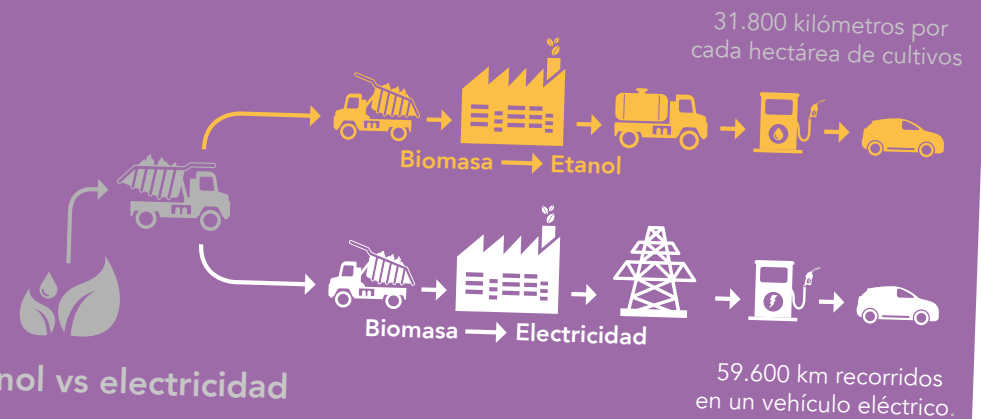 31.800 kilómetros por
cada hectárea de cultivos
Biomasa → Etanol
Biomasa → Electricidad
vs electricidad
59.600 km recorridos
en un vehículo eléctrico.